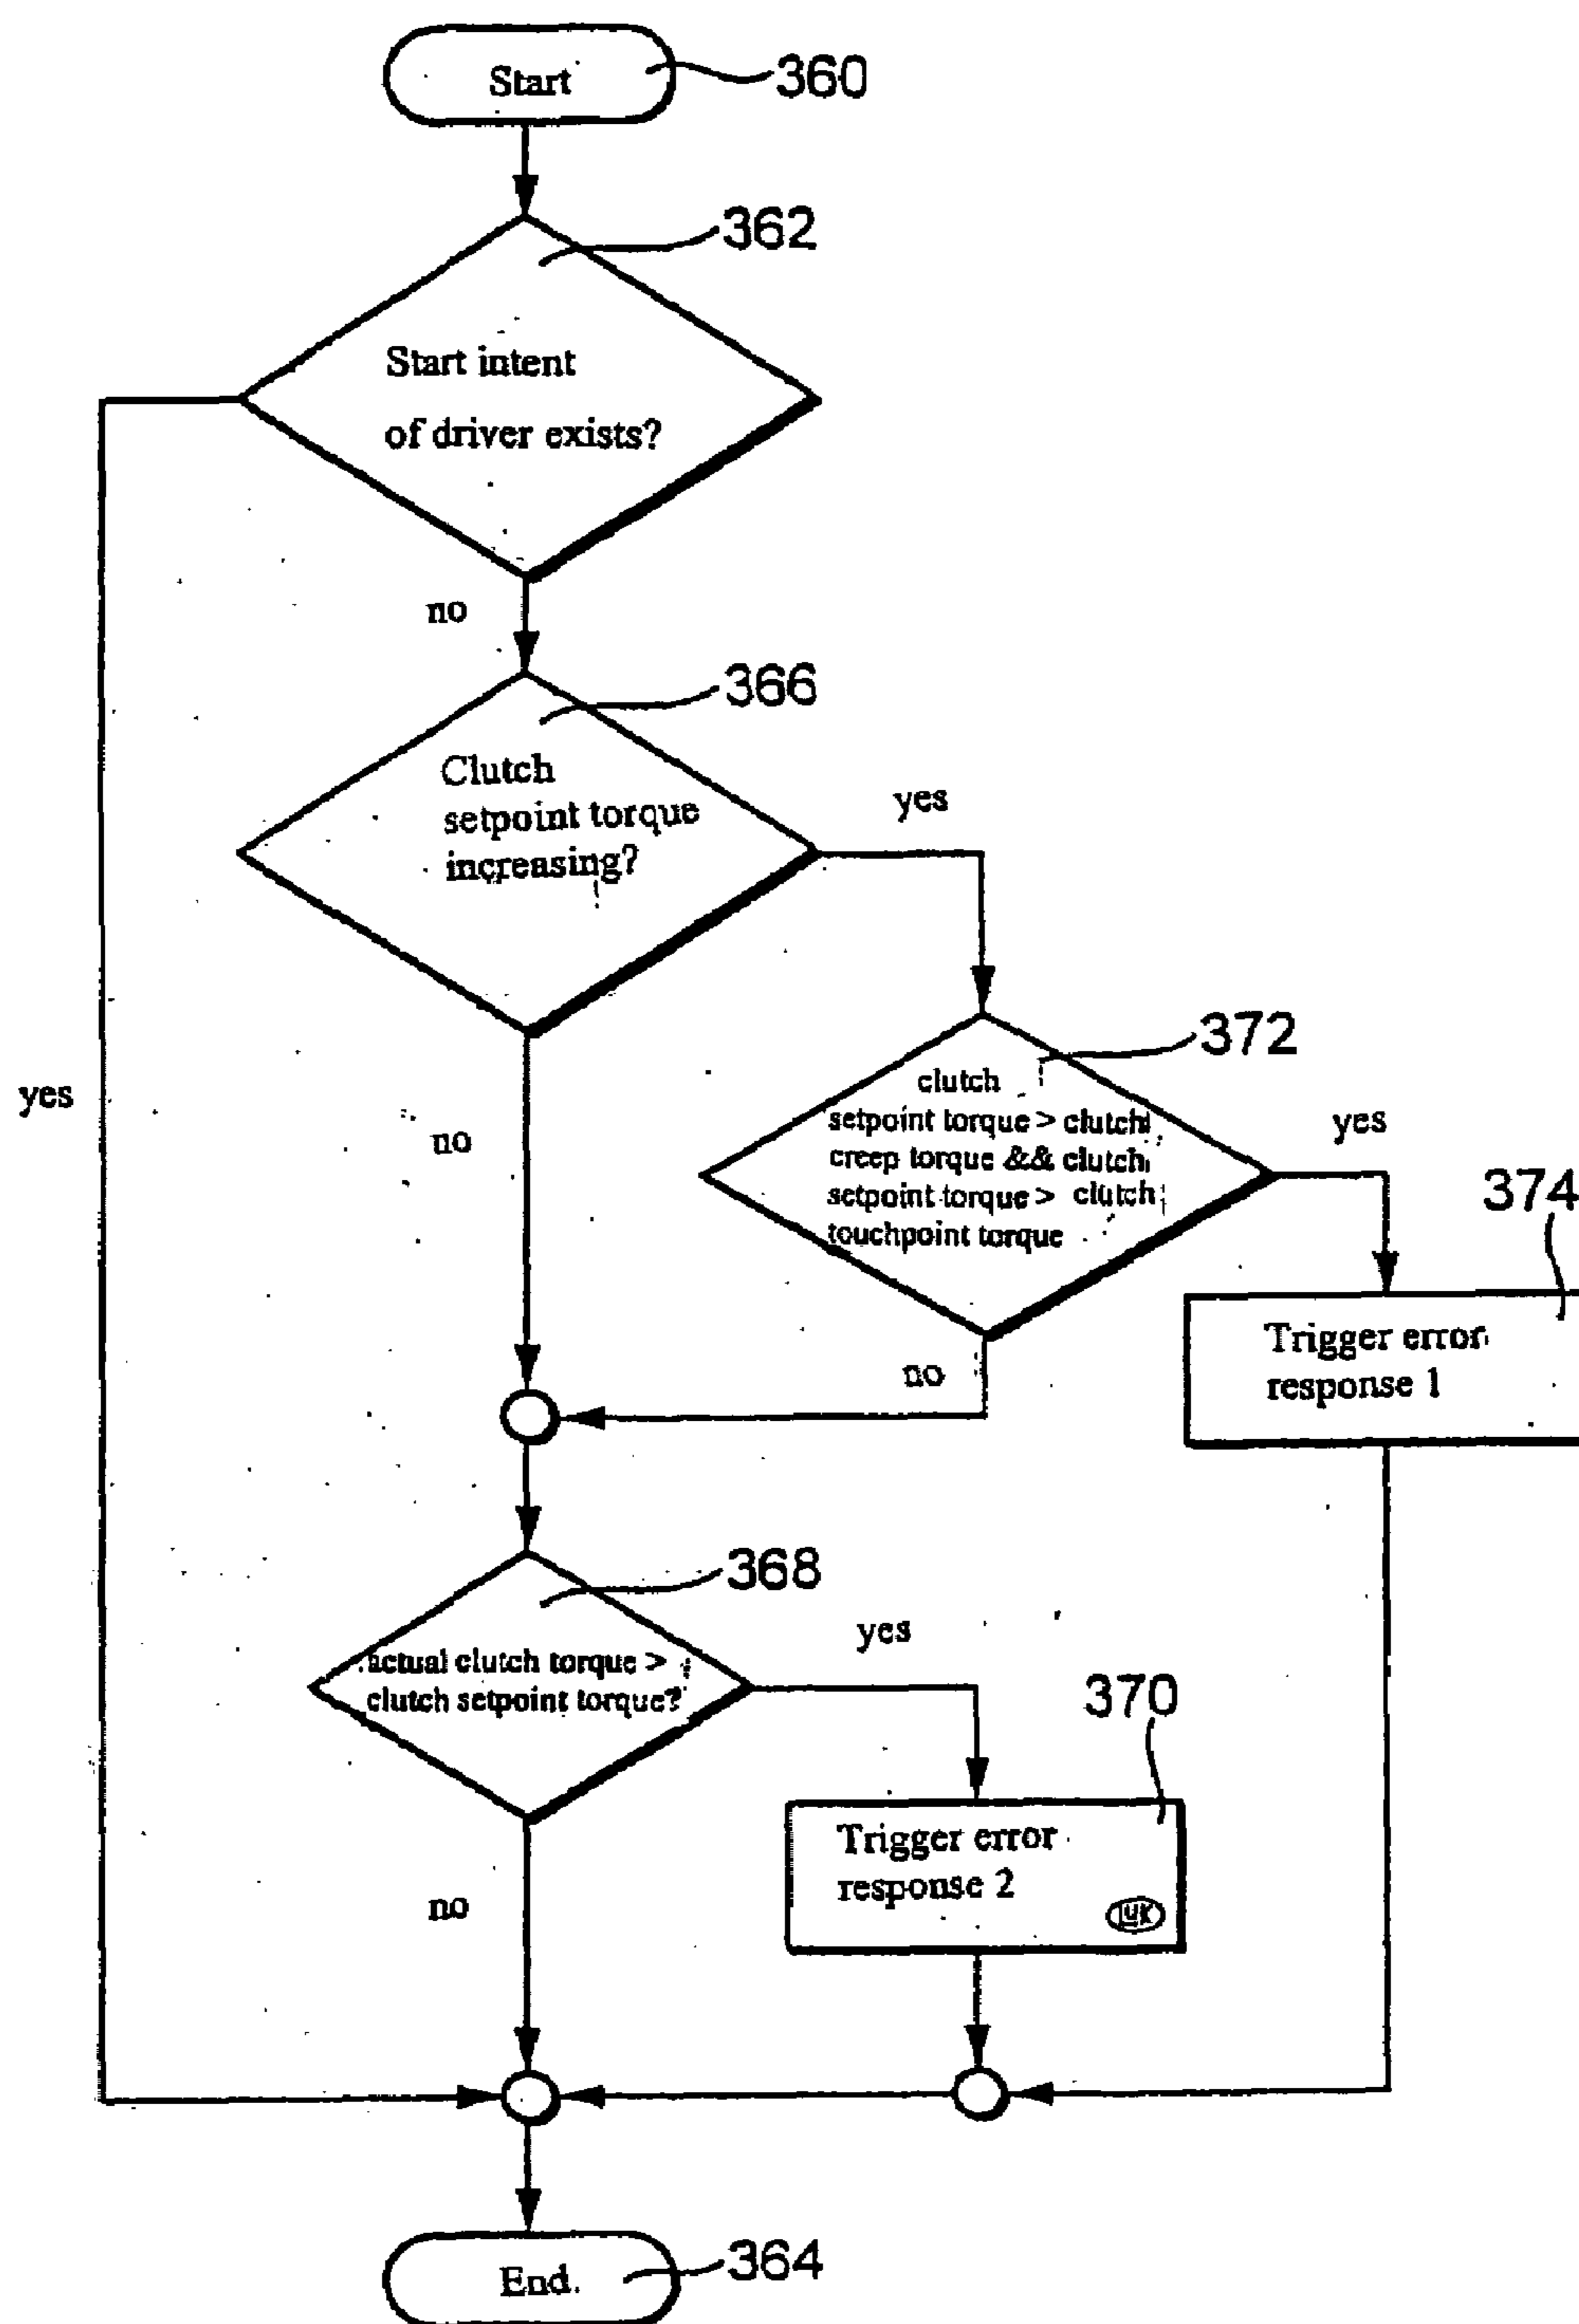 Start
360
362
Start intent
of driver exists?
no
366
Clutch
setpoint torque
increasing?
yes
372
clutch
setpoint torque > clutch
creep torque && clutch
setpoint torque > clutch
touchpoint torque
yes
yes
no
374
Trigger error
response 1
no
368
actual clutch torque >
clutch setpoint torque?
yes
370
Trigger error
response 2
LuK
no
End.
364